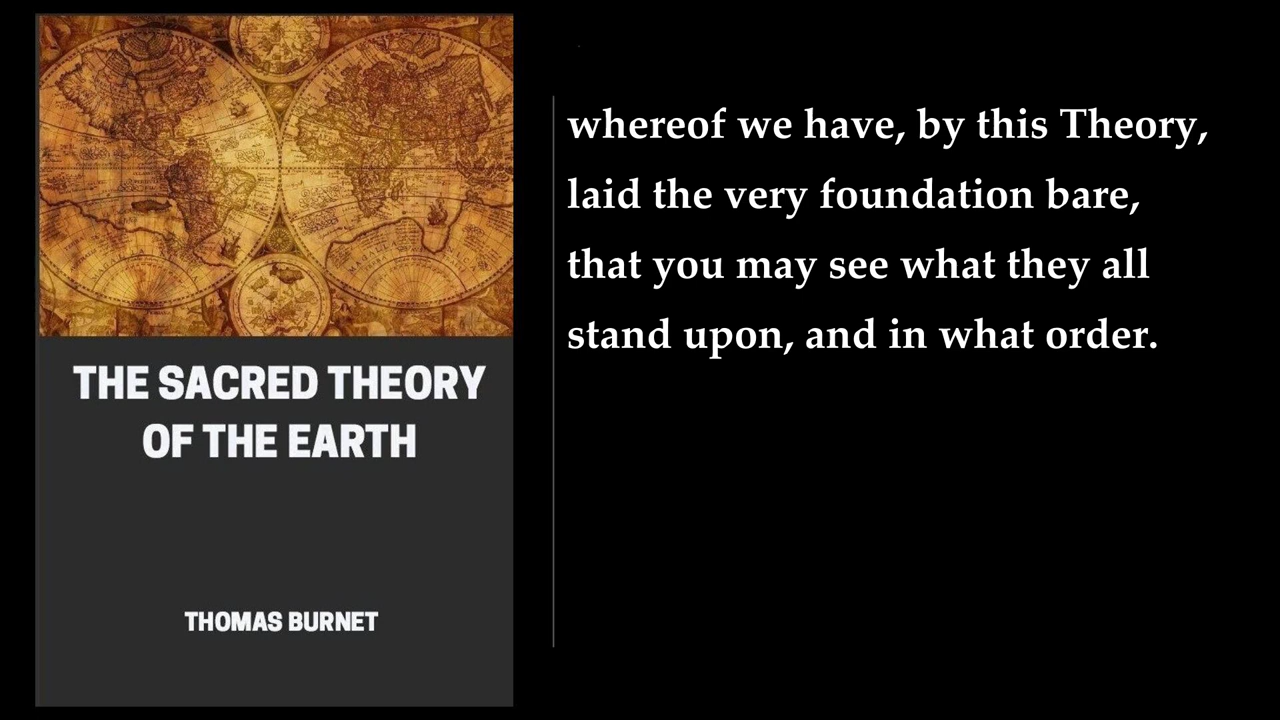 THE SACRED THEORY
OF THE EARTH
THOMAS BURNET
whereof we have, by this Theory,
laid the very foundation bare,
that you may see what they all
stand upon, and in what order.